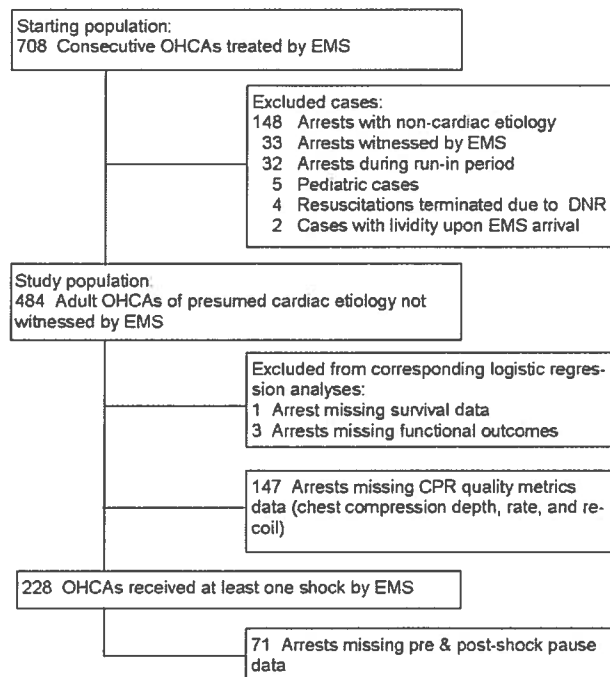 Starting population:
708 Consecutive OHCAs treated by EMS
Excluded cases:
148 Arrests with non-cardiac etiology
33 Arrests witnessed by EMS
32 Arrests during run-in period
5 Pediatric cases
4 Resuscitations terminated due to DNR
2 Cases with lividity upon EMS arrival
Study population:
484 Adult OHCAs of presumed cardiac etiology not
witnessed by EMS
Excluded from corresponding logistic regres-
sion analyses:
1 Arrest missing survival data
3 Arrests missing functional outcomes
147 Arrests missing CPR quality metrics
data (chest compression depth, rate, and re-
coil)
228 OHCAs received at least one shock by EMS
71 Arrests missing pre & post-shock pause
data